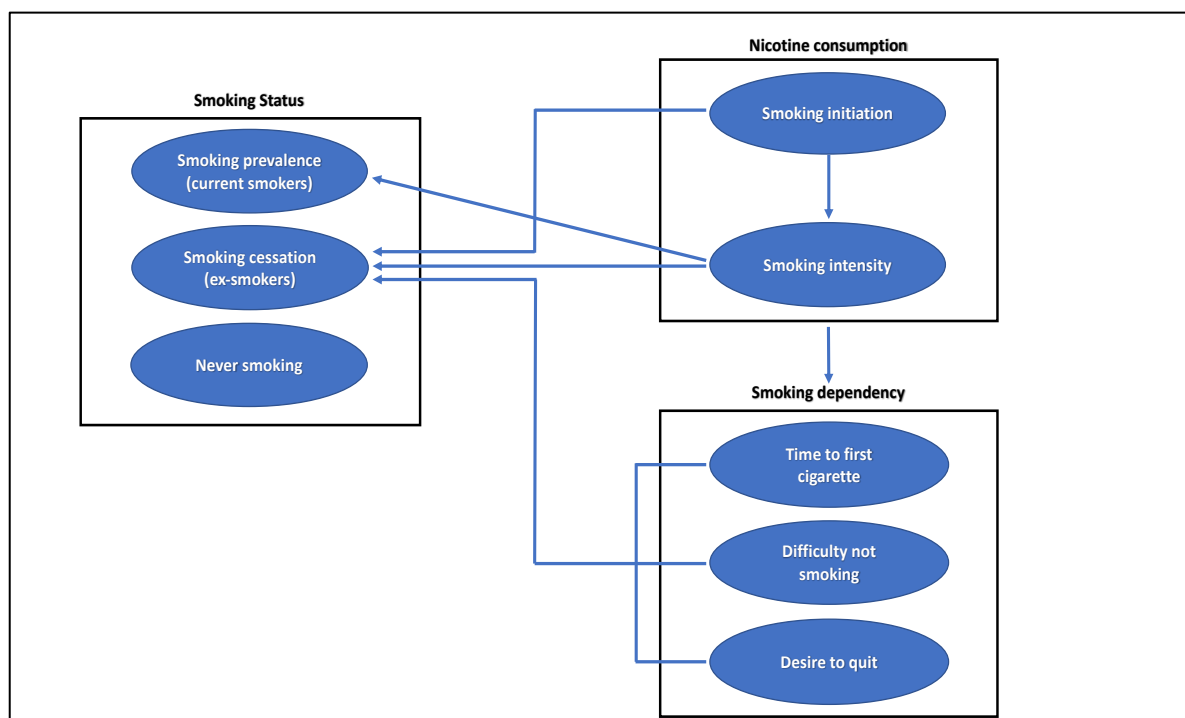 Smoking Status
Smoking prevalence
(current smokers)
Smoking cessation
(ex-smokers)
Never smoking
Nicotine consumption
Smoking initiation
Smoking intensity
Smoking dependency
Time to first
cigarette
Difficulty not
smoking
Desire to quit